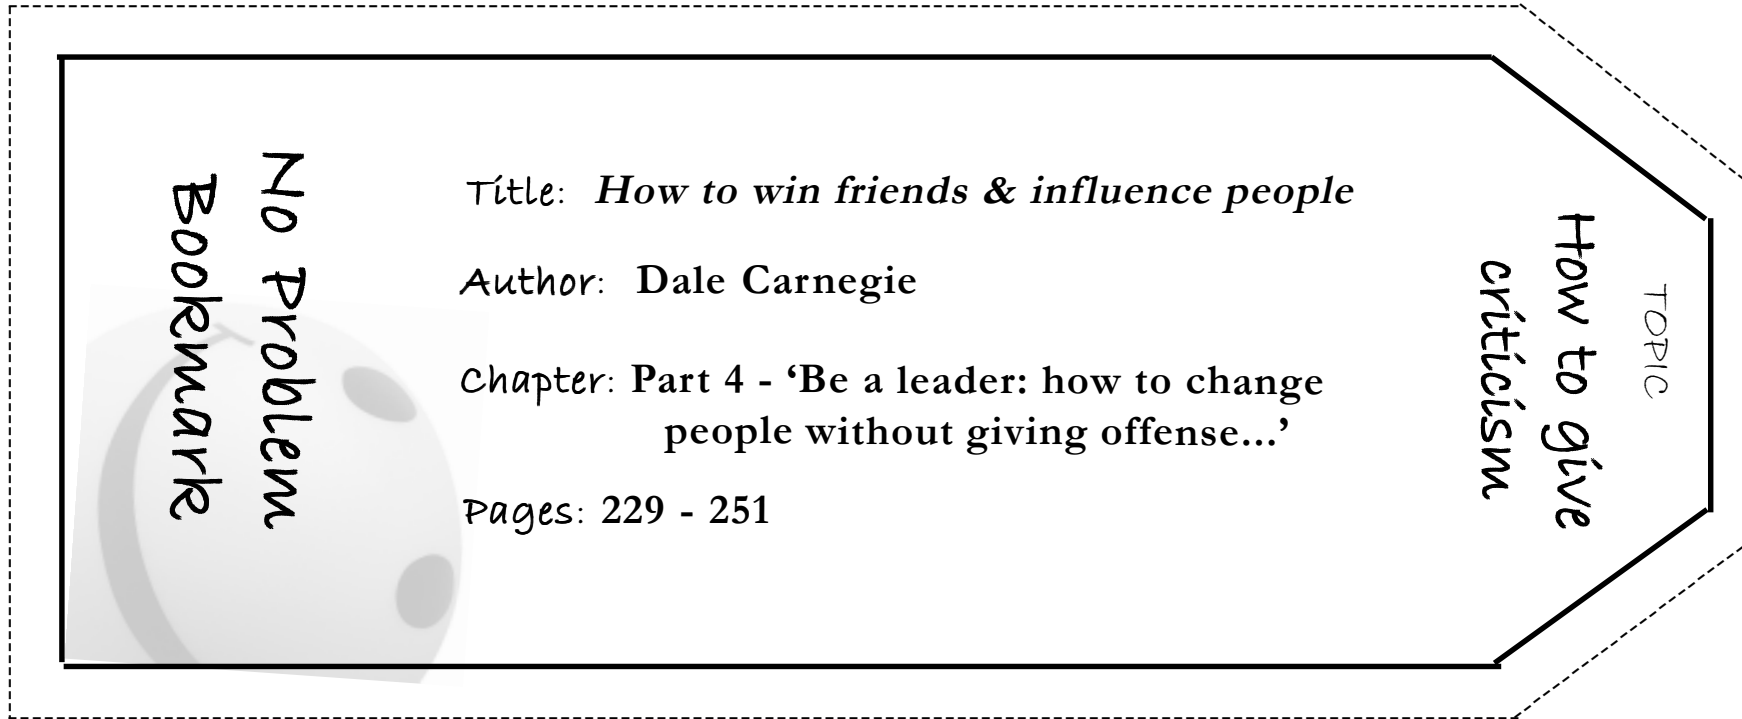 No Problem
Bookmark
Title: How to win friends & influence people
Author: Dale Carnegie
Chapter: Part 4 - ‘Be a leader: how to change
people without giving offense...’
Pages: 229 - 251
TOPIC
How to give
criticism